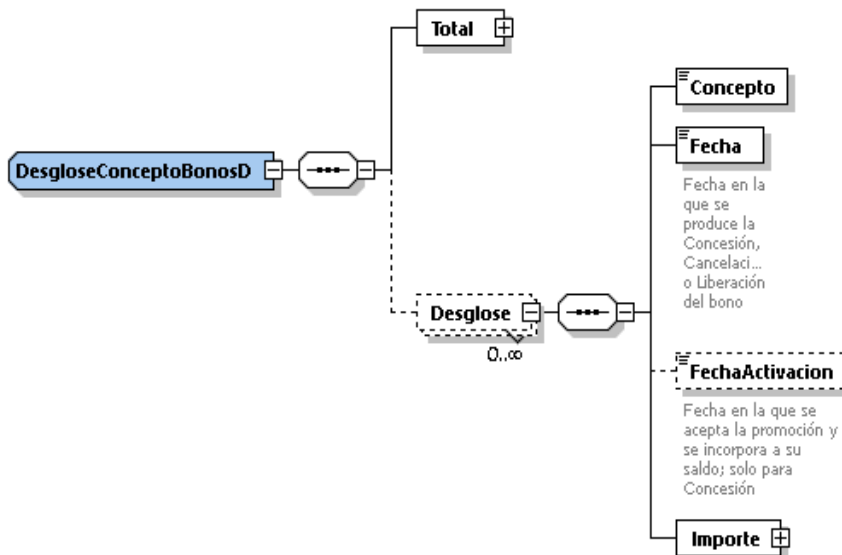 Total
Concepto
DesgloseConceptoBonosD
Fecha
Fecha en la
que se
produce la
Concesión,
Cancelaci...
o Liberación
del bono
Desglose
0..∞
FechaActivacion
Fecha en la que se
acepta la promoción y
se incorpora a su
saldo; solo para
Concesión
Importe